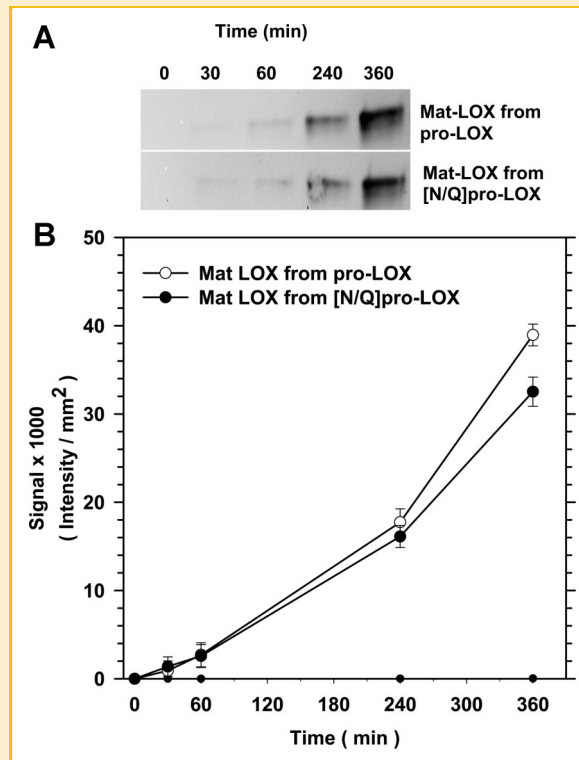 A
Time (min)
0 30 60 240 360
Mat-LOX from
pro-LOX
Mat-LOX from
[N/Q]pro-LOX
B
50
40
30
20
10
0
Signal x 1000
( Intensity / mm²)
Mat LOX from pro-LOX
Mat LOX from [N/Q]pro-LOX
0 60 120 180 240 300 360
Time ( min )